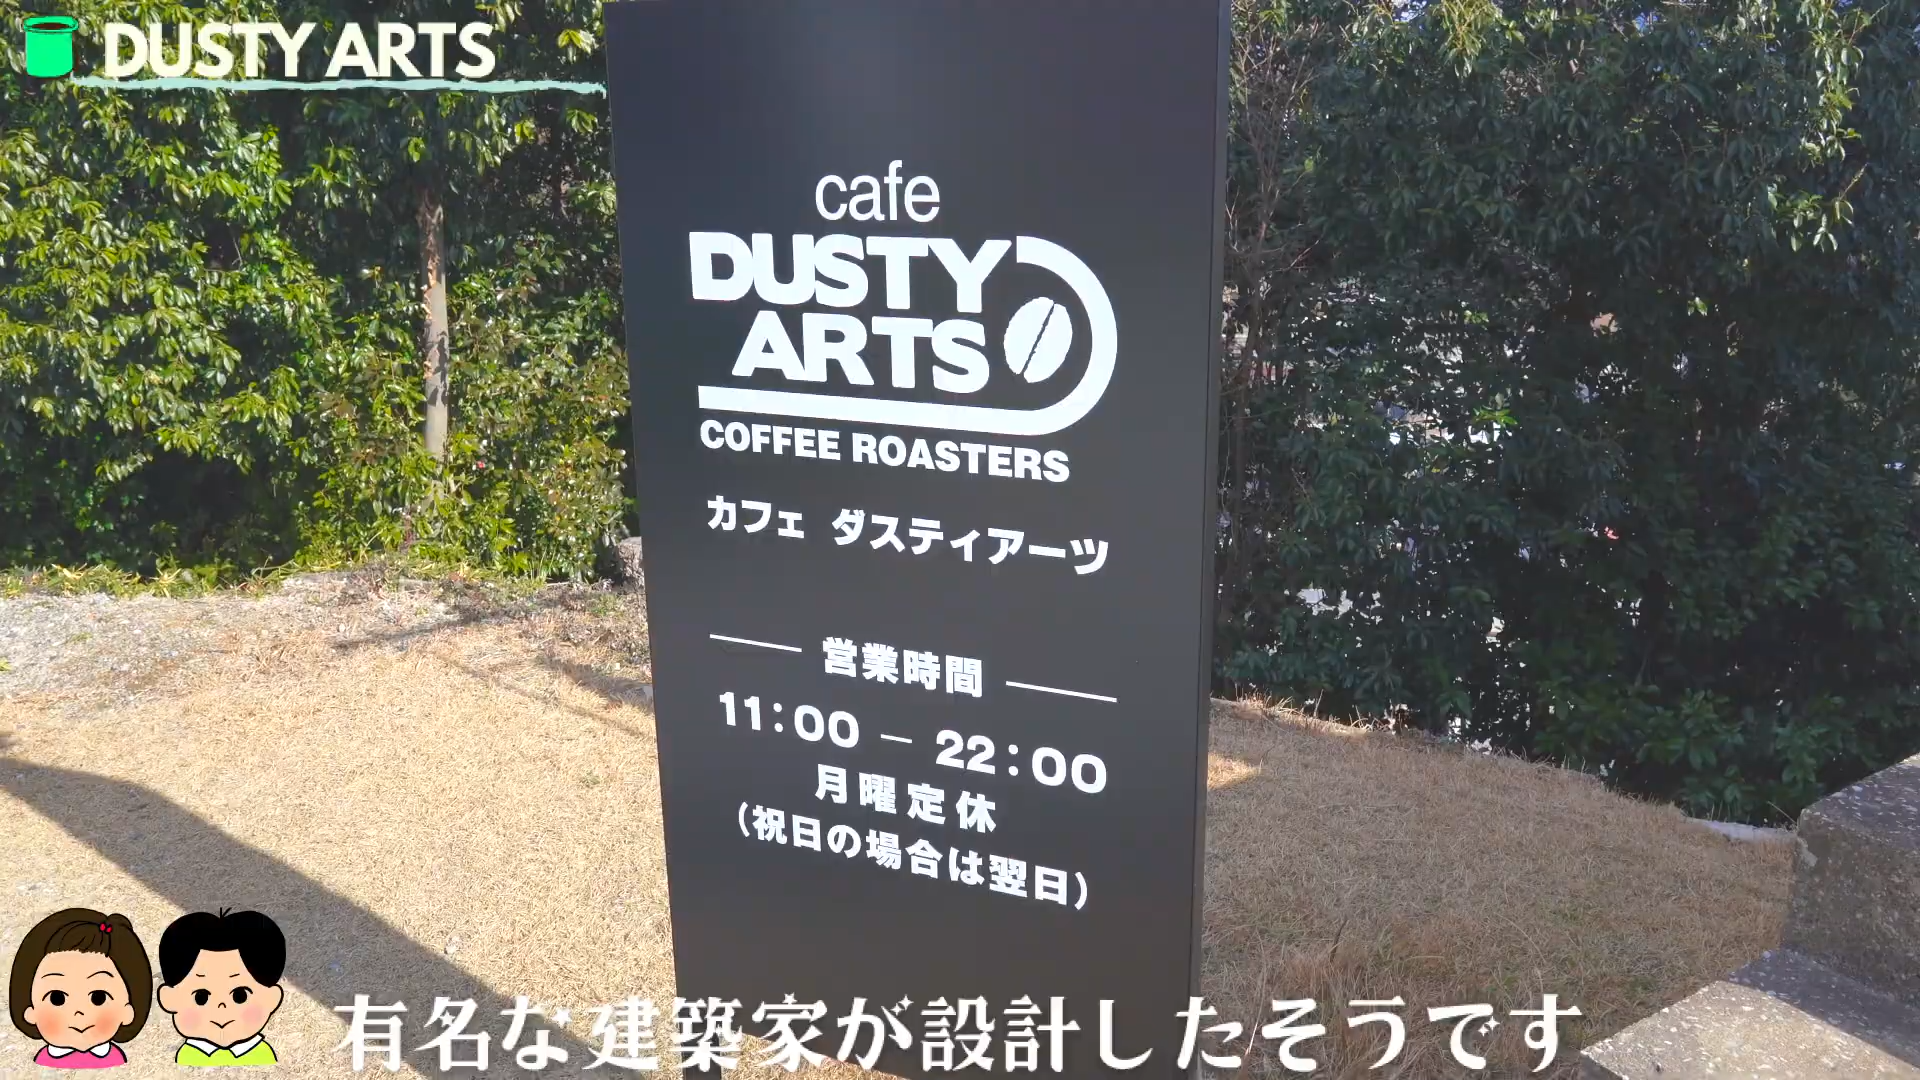 DUSTY ARTS
cafe
DUSTY
ARTS
COFFEE ROASTERS
カフェ ダスティアーツ
営業時間
11:00 — 22:00
月曜定休
(祝日の場合は翌日)
有名な建築家が設計したそうです